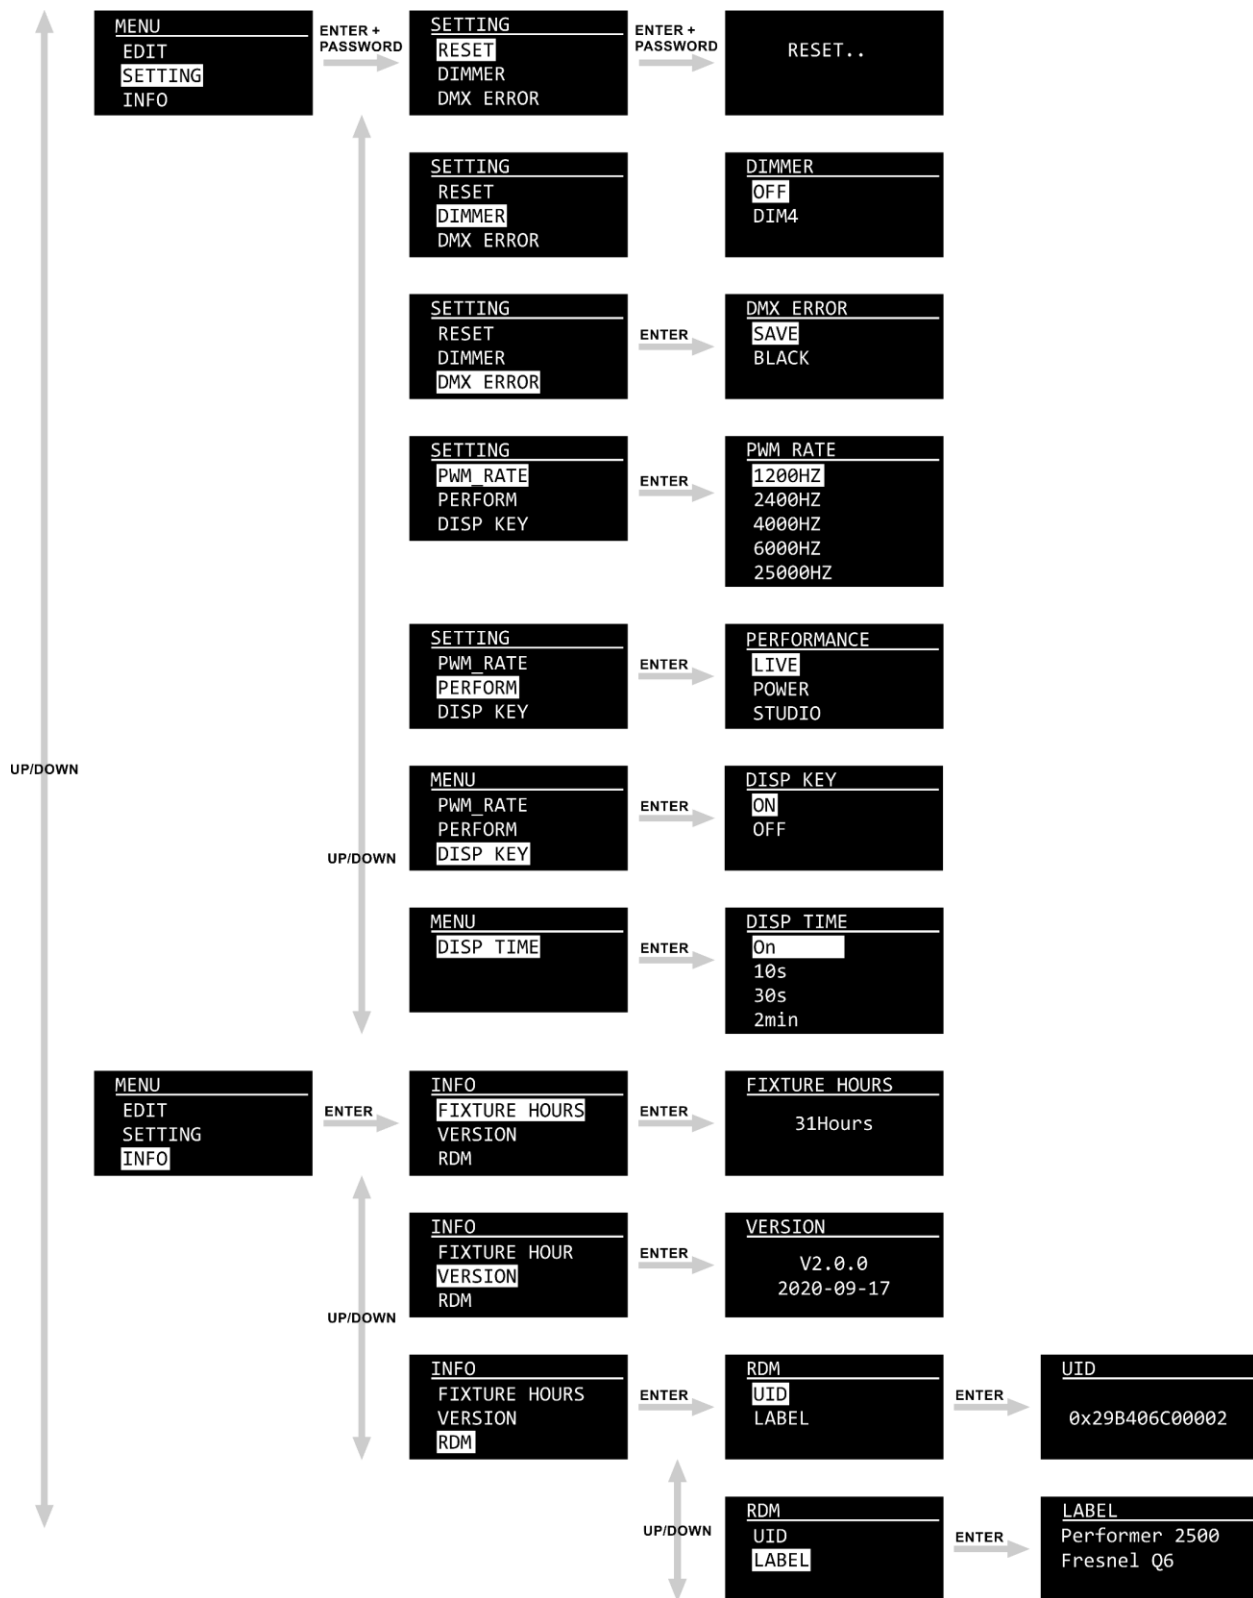 MENU
EDIT
SETTING
INFO
ENTER +
PASSWORD
SETTING
RESET
DIMMER
DMX ERROR
ENTER +
PASSWORD
RESET..
SETTING
RESET
DIMMER
DMX ERROR
DIMMER
OFF
DIM4
SETTING
RESET
DIMMER
DMX ERROR
ENTER
DMX ERROR
SAVE
BLACK
SETTING
PWM_RATE
PERFORM
DISP KEY
ENTER
PWM RATE
1200HZ
2400HZ
4000HZ
6000HZ
25000HZ
SETTING
PWM_RATE
PERFORM
DISP KEY
ENTER
PERFORMANCE
LIVE
POWER
STUDIO
UP/DOWN
MENU
PWM_RATE
PERFORM
DISP KEY
ENTER
DISP KEY
ON
OFF
UP/DOWN
MENU
DISP TIME
ENTER
DISP TIME
On
10s
30s
2min
MENU
EDIT
SETTING
INFO
ENTER
INFO
FIXTURE HOURS
VERSION
RDM
ENTER
FIXTURE HOURS
31Hours
INFO
FIXTURE HOUR
VERSION
RDM
ENTER
VERSION
V2.0.0
2020-09-17
UP/DOWN
INFO
FIXTURE HOURS
VERSION
RDM
ENTER
RDM
UID
LABEL
ENTER
UID
0x29B406C00002
UP/DOWN
RDM
UID
LABEL
ENTER
LABEL
Performer 2500
Fresnel Q6